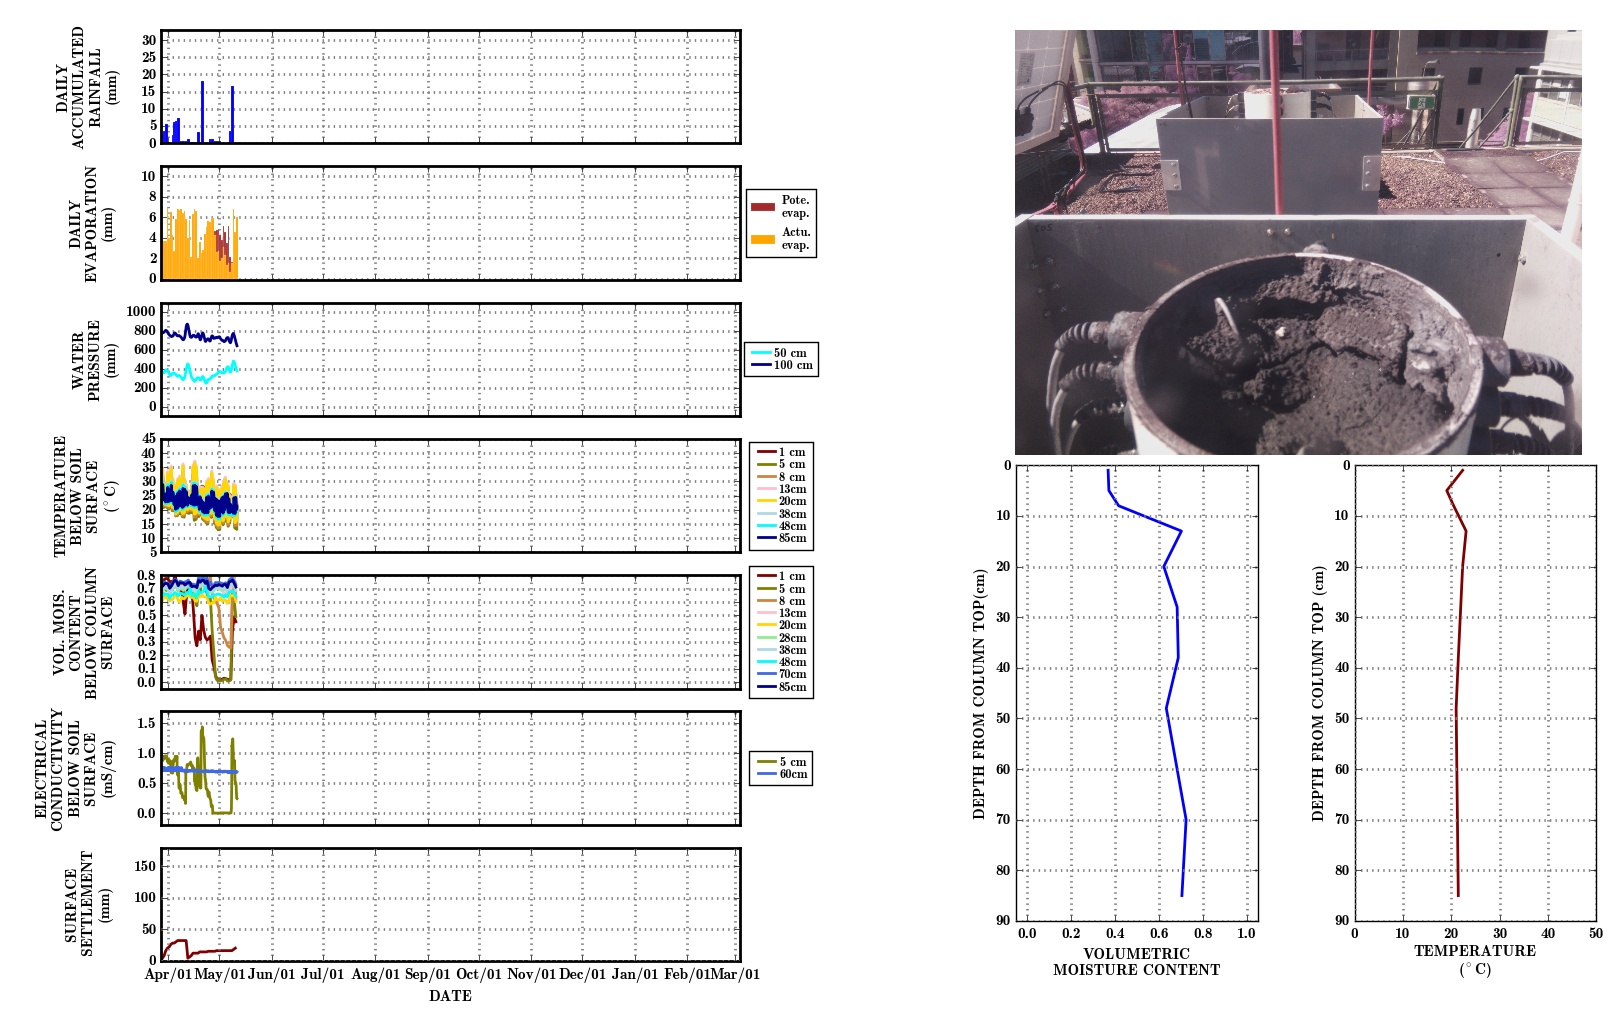 DAILY
ACCUMULATED
RAINFALL
(mm)
30
25
20
15
10
5
0
DAILY
EVAPORATION
(mm)
10
8
6
4
2
0
Pote.
evap.
Actu.
evap.
WATER
PRESSURE
(mm)
1000
800
600
400
200
0
50 cm
100 cm
TEMPERATURE
BELOW SOIL
SURFACE
(°C)
45
40
35
30
25
20
15
10
5
1 cm
5 cm
8 cm
13cm
20cm
38cm
48cm
85cm
VOL. MOIS.
CONTENT
BELOW COLUMN
SURFACE
0.8
0.7
0.6
0.5
0.4
0.3
0.2
0.1
0.0
1 cm
5 cm
8 cm
13cm
20cm
28cm
38cm
48cm
70cm
85cm
ELECTRICAL
CONDUCTIVITY
BELOW SOIL
SURFACE
(mS/cm)
1.5
1.0
0.5
0.0
5 cm
60cm
SURFACE
SETTLEMENT
(mm)
150
100
50
0
Apr/01 May/01 Jun/01 Jul/01 Aug/01 Sep/01 Oct/01 Nov/01 Dec/01 Jan/01 Feb/01 Mar/01
DATE
DEPTH FROM COLUMN TOP(cm)
0
10
20
30
40
50
60
70
80
90
0.0 0.2 0.4 0.6 0.8 1.0
VOLUMETRIC
MOISTURE CONTENT
DEPTH FROM COLUMN TOP (cm)
0
10
20
30
40
50
60
70
80
90
0 10 20 30 40 50
TEMPERATURE
(°C)